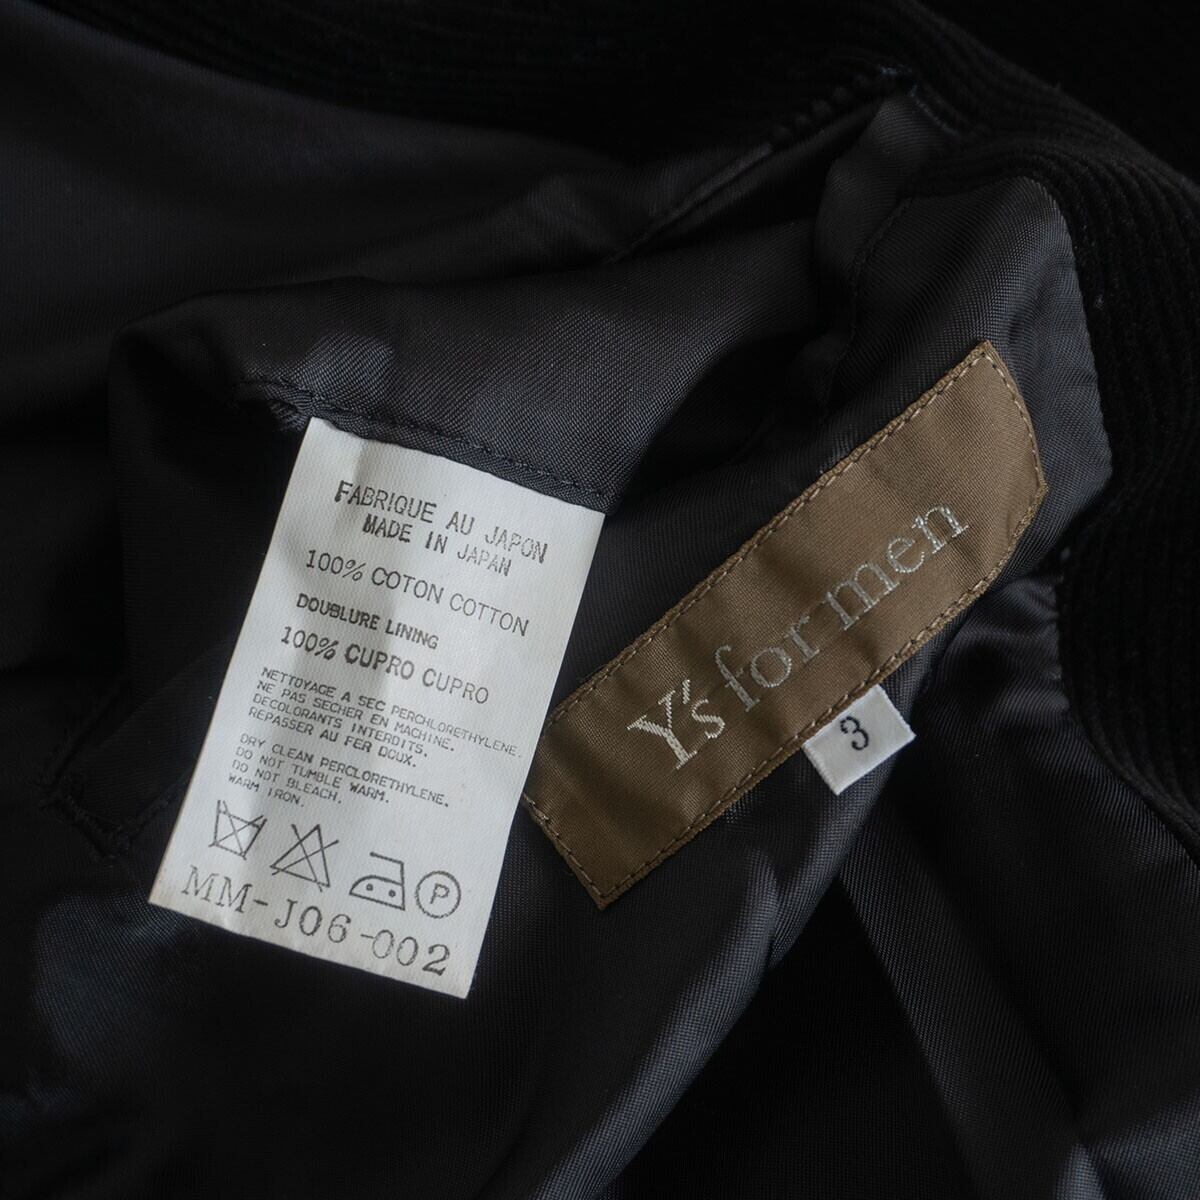 FABRIQUE AU JAPON
MADE IN JAPAN
100% COTON COTTON
DOUBLURE LINING
100% CUPRO CUPRO
NETTOYAGE A SEC PERCHLORETHYLENE.
NE PAS SECHER EN MACHINE.
DECOLORANTS INTERDITS.
REPASSER AU FER DOUX.
DRY CLEAN PERCLORETHYLENE.
DO NOT TUMBLE WARM.
DO NOT BLEACH.
WARM IRON.
P
MM-J06-002
Y's for men
3